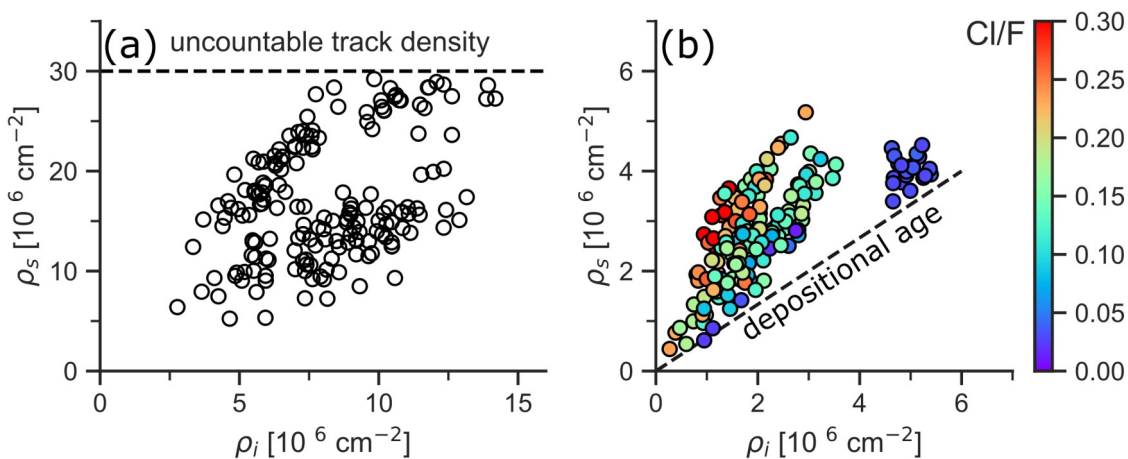 (a) uncountable track density
30
20
10
0
0 5 10 15
ρs [10 6 cm−2]
ρi [10 6 cm−2]
(b)
6
4
2
0
0 2 4 6
ρs [10 6 cm−2]
ρi [10 6 cm−2]
depositional age
Cl/F
0.30
0.25
0.20
0.15
0.10
0.05
0.00